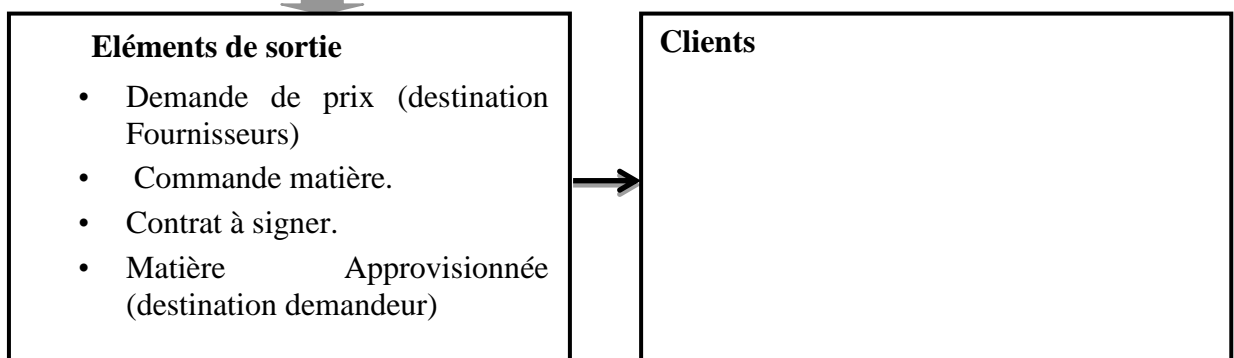 Eléments de sortie
• Demande de prix (destination
Fournisseurs)
• Commande matière.
• Contrat à signer.
• Matière Approvisionnée
(destination demandeur)
Clients